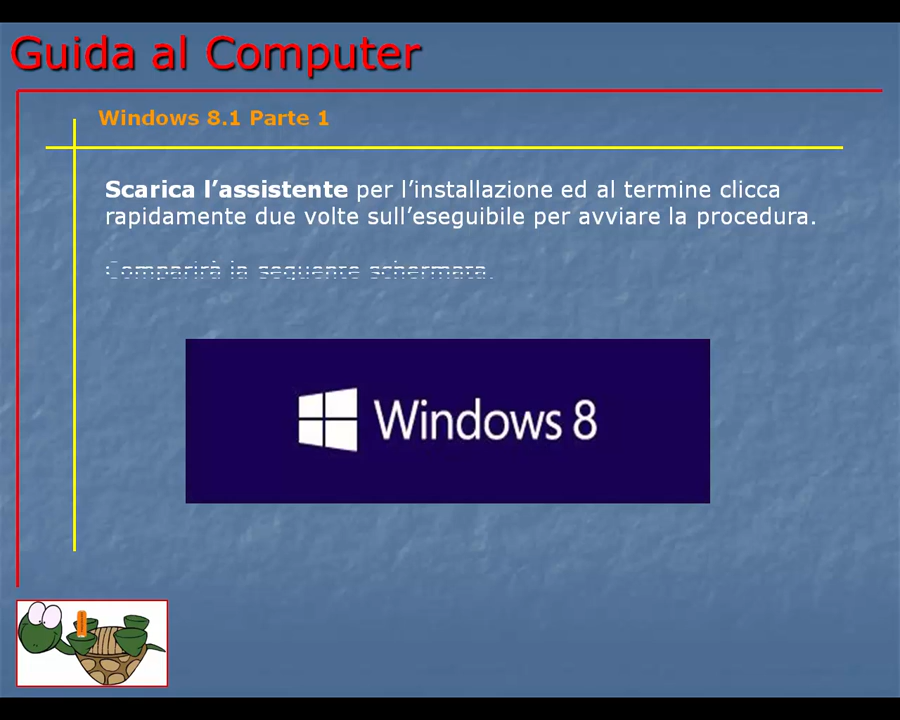 Guida al Computer
Windows 8.1 Parte 1
Scarica l’assistente per l’installazione ed al termine clicca
rapidamente due volte sull’eseguibile per avviare la procedura.
Comparirà la seguente schermata.
Windows 8